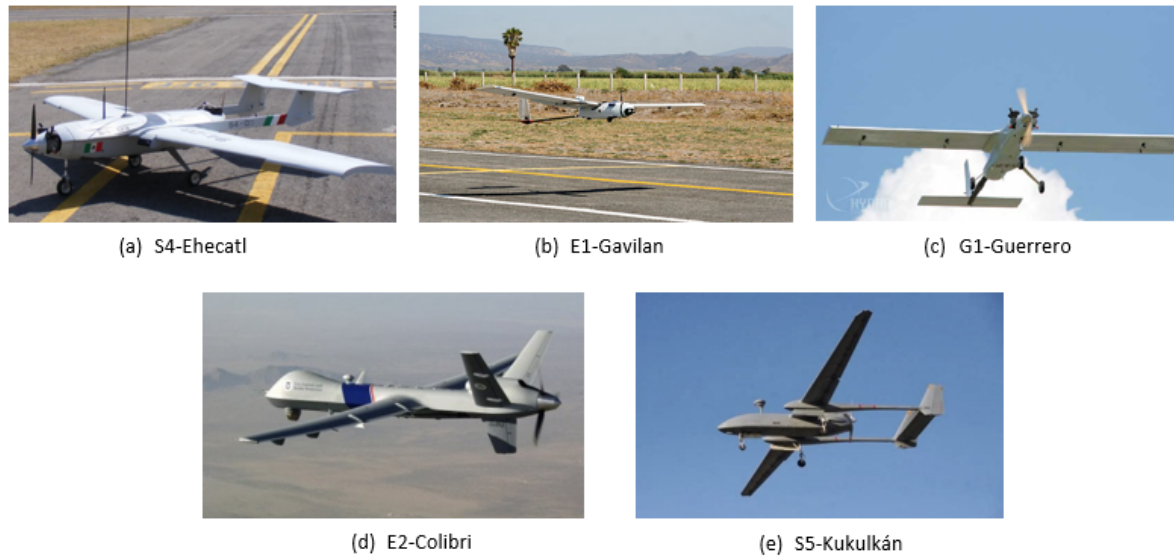 (a) S4-Ehecatl
(b) E1-Gavilan
(c) G1-Guerrero
(d) E2-Colibri
(e) S5-Kukulkán